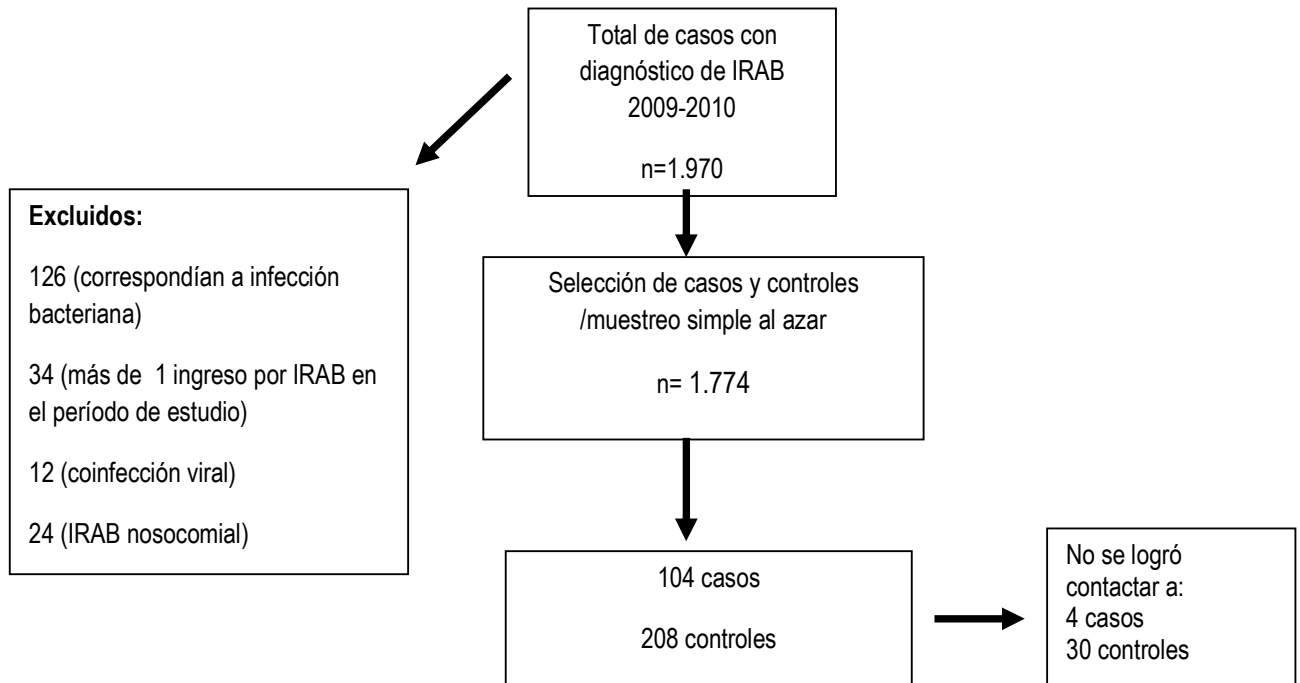 Total de casos con
diagnóstico de IRAB
2009-2010
n=1.970
Excluidos:
126 (correspondían a infección
bacteriana)
34 (más de 1 ingreso por IRAB en
el período de estudio)
12 (coinfección viral)
24 (IRAB nosocomial)
Selección de casos y controles
/muestreo simple al azar
n= 1.774
104 casos
208 controles
No se logró
contactar a:
4 casos
30 controles